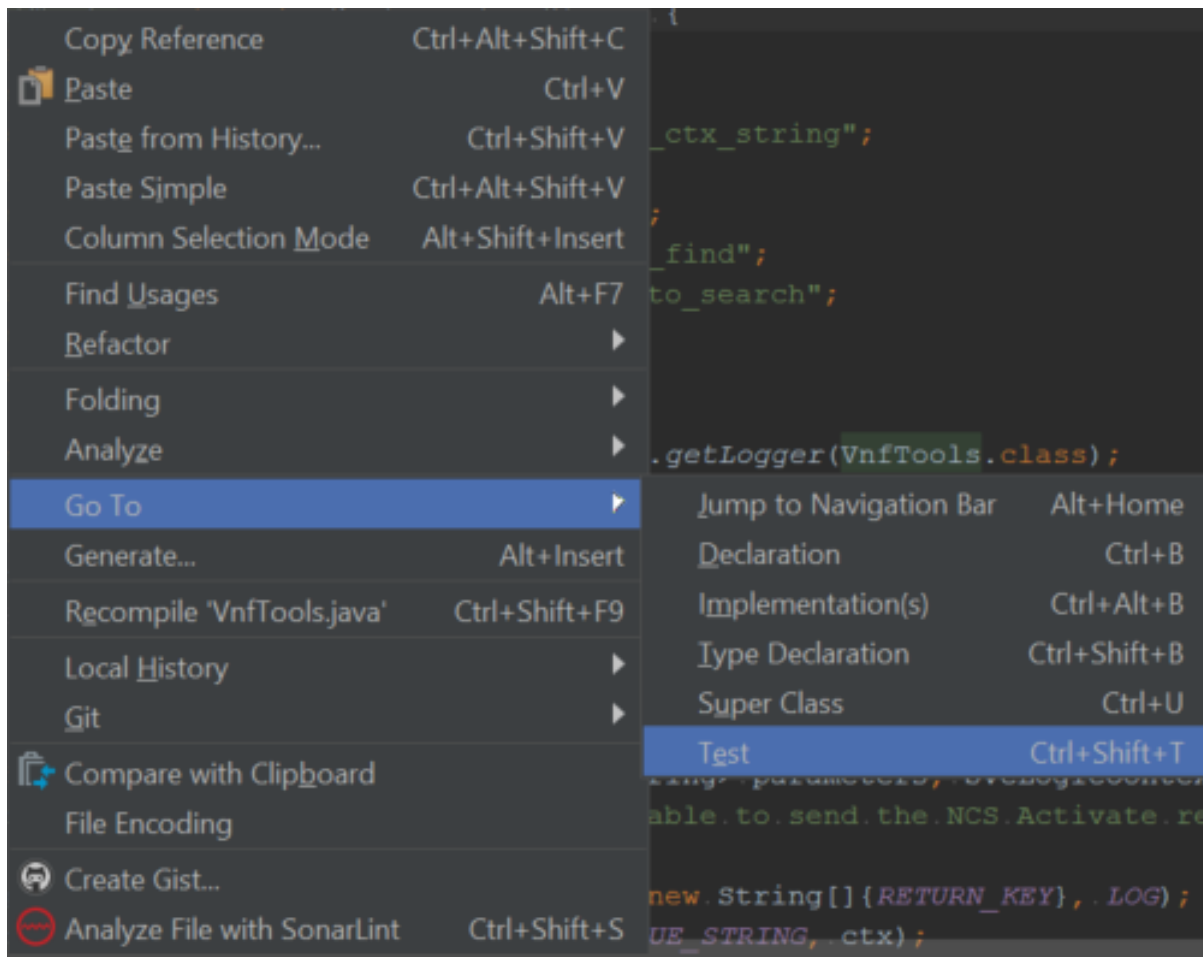 {
Copy Reference Ctrl+Alt+Shift+C
Paste Ctrl+V
Paste from History... Ctrl+Shift+V
_ctx_string";
Paste Simple Ctrl+Alt+Shift+V
;
Column Selection Mode Alt+Shift+Insert
_find";
Find Usages Alt+F7
to_search";
Refactor
Folding
Analyze
.getLogger(VnfTools.class);
Go To
Jump to Navigation Bar Alt+Home
Generate... Alt+Insert
Declaration Ctrl+B
Recompile 'VnfTools.java' Ctrl+Shift+F9
Implementation(s) Ctrl+Alt+B
Local History
Type Declaration Ctrl+Shift+B
Git
Super Class Ctrl+U
Test Ctrl+Shift+T
Compare with Clipboard
parameters,
File Encoding
able.to.send.the.NCS.Activate.re
Create Gist...
new.String[]{RETURN_KEY},.LOG);
Analyze File with SonarLint Ctrl+Shift+S
UE_STRING,.ctx);